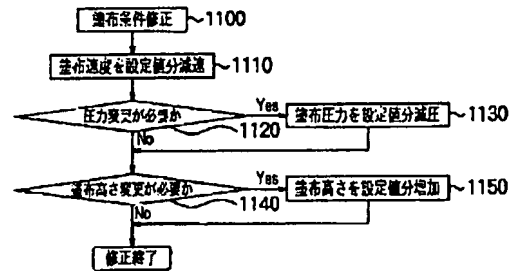 塗布条件修正
1100
塗布速度を設定値分減速
1110
圧力変更が必要か
Yes
塗布圧力を設定値分減圧
1130
1120
No
塗布高さ変更が必要か
Yes
塗布高さを設定値分増加
1150
1140
No
修正終了